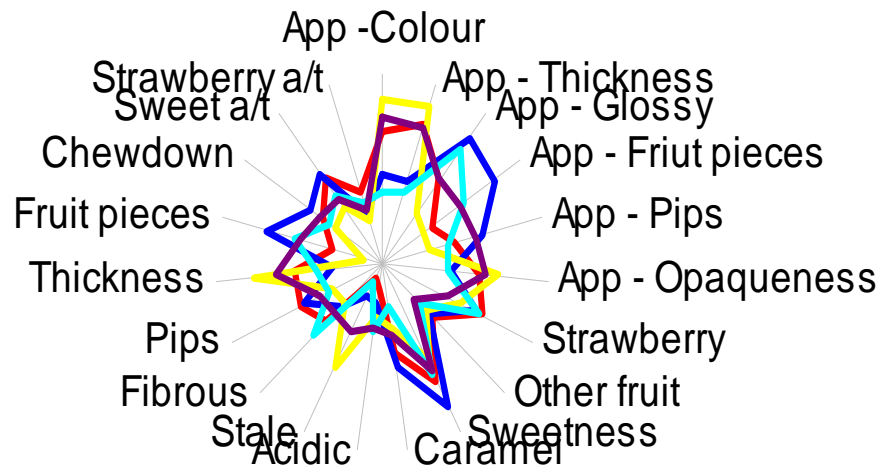 App -Colour
App - Thickness
App - Glossy
App - Friut pieces
App - Pips
App - Opaqueness
Strawberry
Other fruit
Sweetness
Caramel
Acidic
Stale
Fibrous
Pips
Thickness
Fruit pieces
Chewdown
Sweet a/t
Strawberry a/t